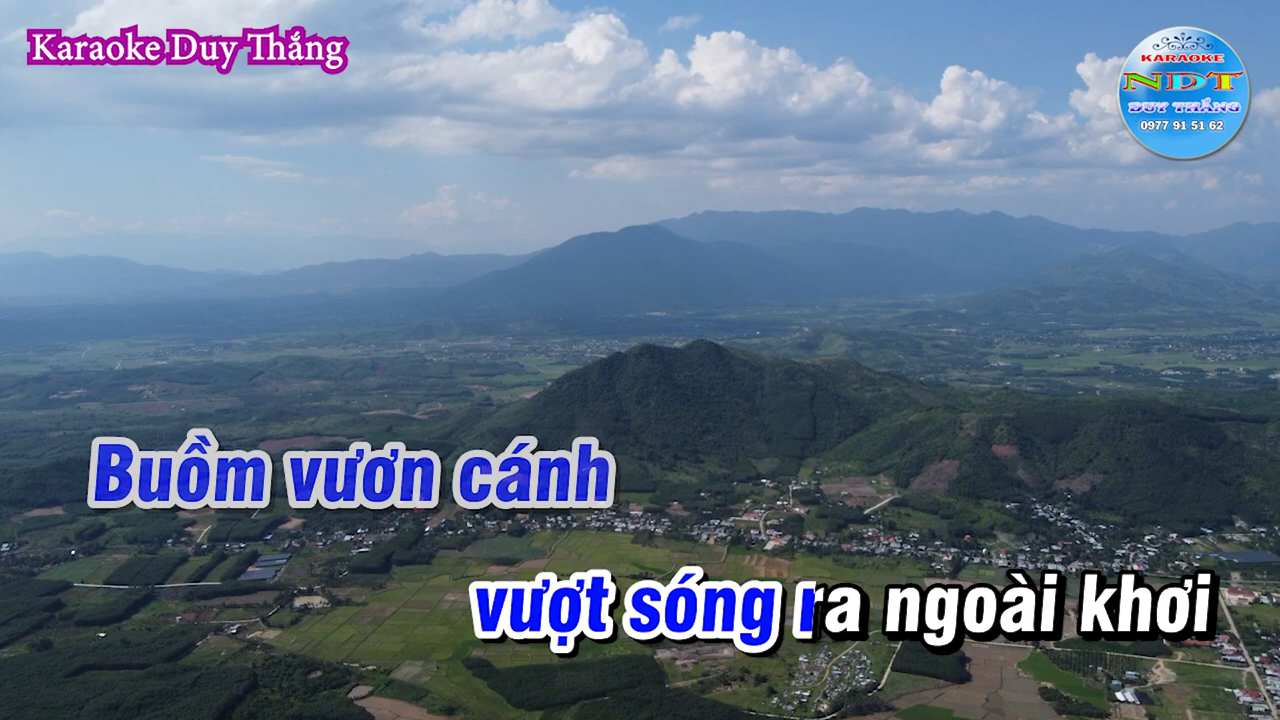 Karaoke Duy Thắng
KARAOKE
NDT
DUY THẮNG
0977 91 51 62
Buồm vươn cánh
vượt sóng ra ngoài khơi